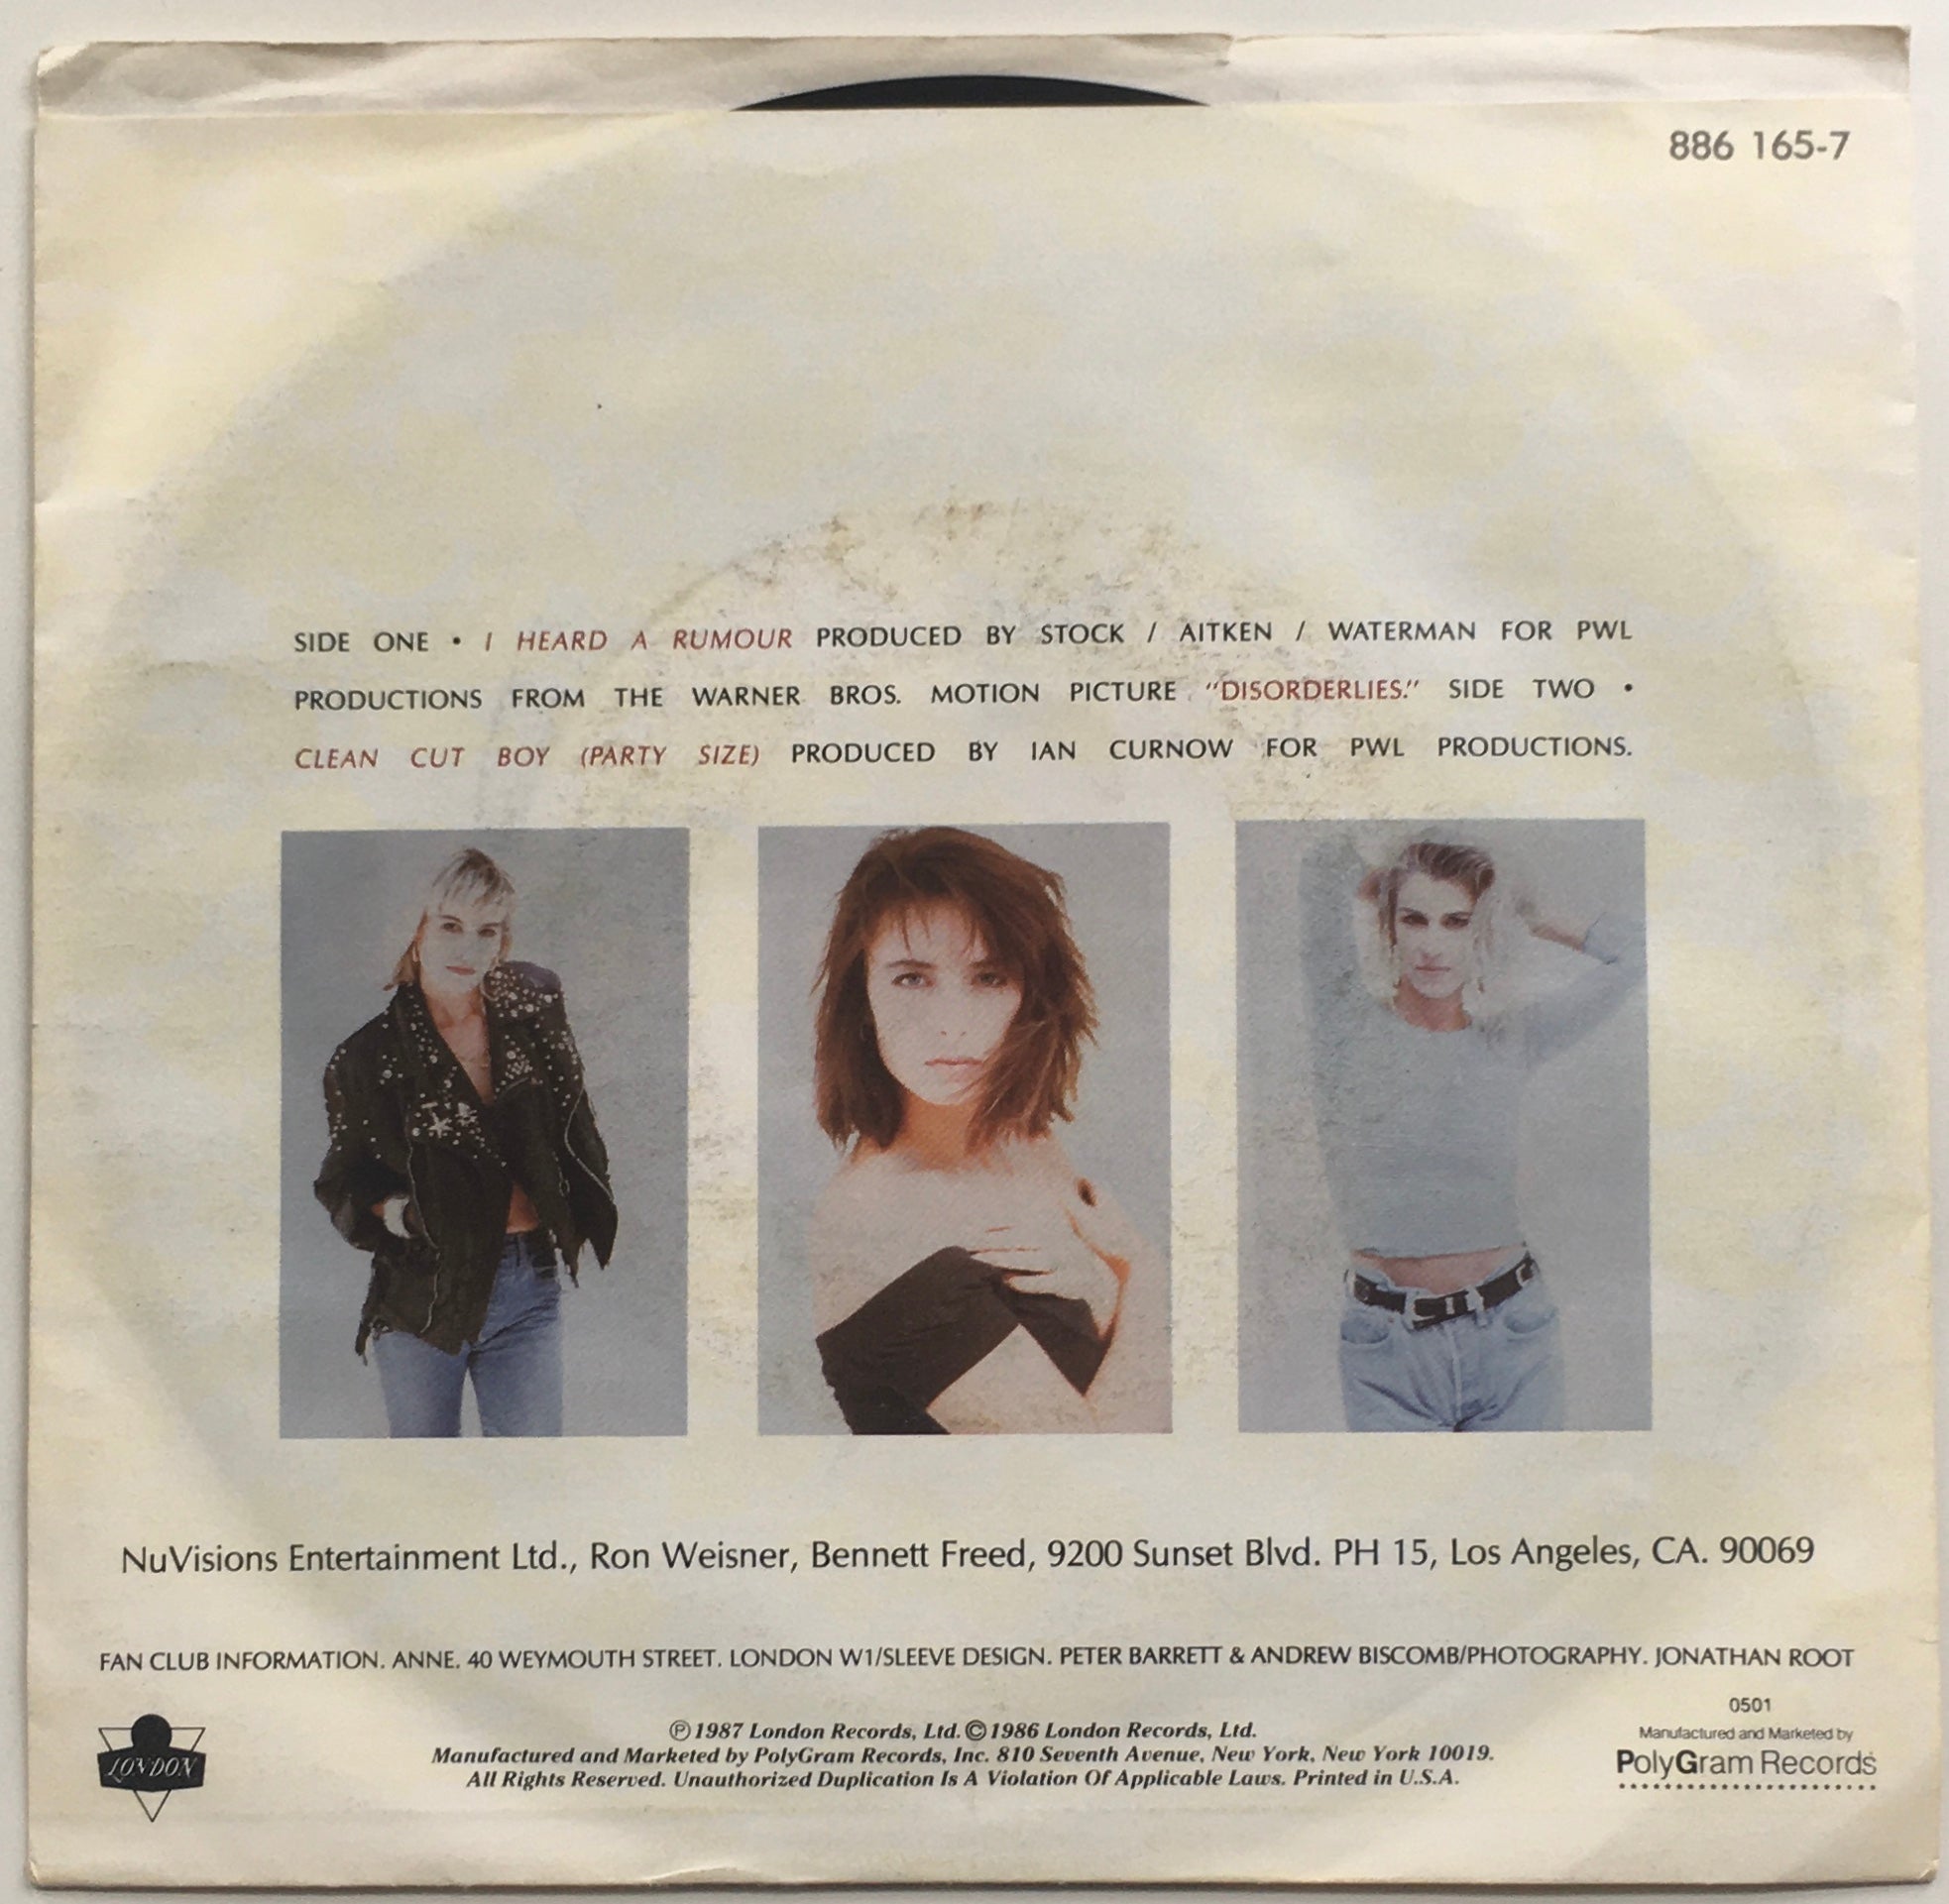 886 165-7
SIDE ONE • I HEARD A RUMOUR PRODUCED BY STOCK / AITKEN / WATERMAN FOR PWL
PRODUCTIONS FROM THE WARNER BROS. MOTION PICTURE "DISORDERLIES." SIDE TWO •
CLEAN CUT BOY (PARTY SIZE) PRODUCED BY IAN CURNOW FOR PWL PRODUCTIONS.
NuVisions Entertainment Ltd., Ron Weisner, Bennett Freed, 9200 Sunset Blvd. PH 15, Los Angeles, CA. 90069
FAN CLUB INFORMATION. ANNE. 40 WEYMOUTH STREET. LONDON W1/SLEEVE DESIGN. PETER BARRETT & ANDREW BISCOMB/PHOTOGRAPHY. JONATHAN ROOT
LONDON
℗ 1987 London Records, Ltd. © 1986 London Records, Ltd.
Manufactured and Marketed by PolyGram Records, Inc. 810 Seventh Avenue, New York, New York 10019.
All Rights Reserved. Unauthorized Duplication Is A Violation Of Applicable Laws. Printed in U.S.A.
0501
Manufactured and Marketed by
PolyGram Records